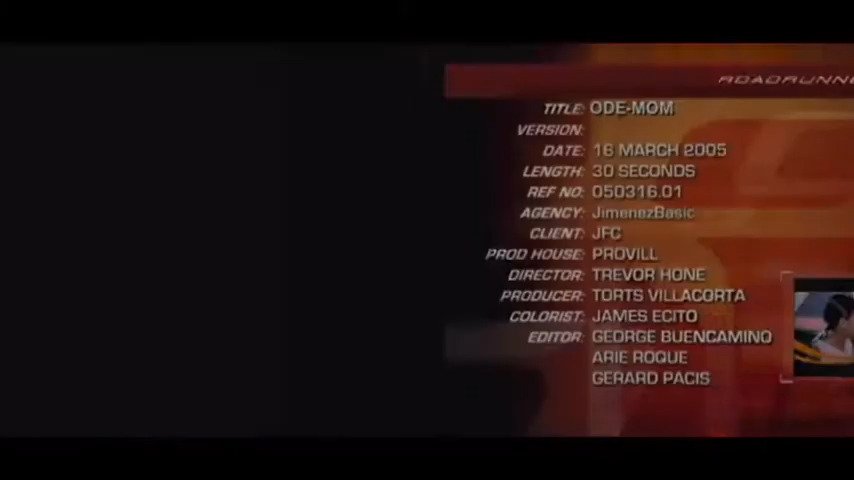 ROADRUNNE
TITLE: ODE-MOM
VERSION:
DATE: 16 MARCH 2005
LENGTH: 30 SECONDS
REF NO: 050316.01
AGENCY: JimenezBasic
CLIENT: JFC
PROD HOUSE: PROVILL
DIRECTOR: TREVOR HONE
PRODUCER: TORTS VILLACORTA
COLORIST: JAMES ECITO
EDITOR: GEORGE BUENCAMINO
ARIE ROQUE
GERARD PACIS